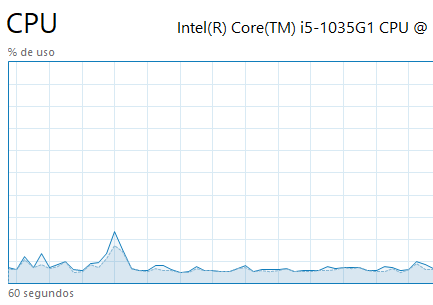 CPU
Intel(R) Core(TM) i5-1035G1 CPU @
% de uso
60 segundos